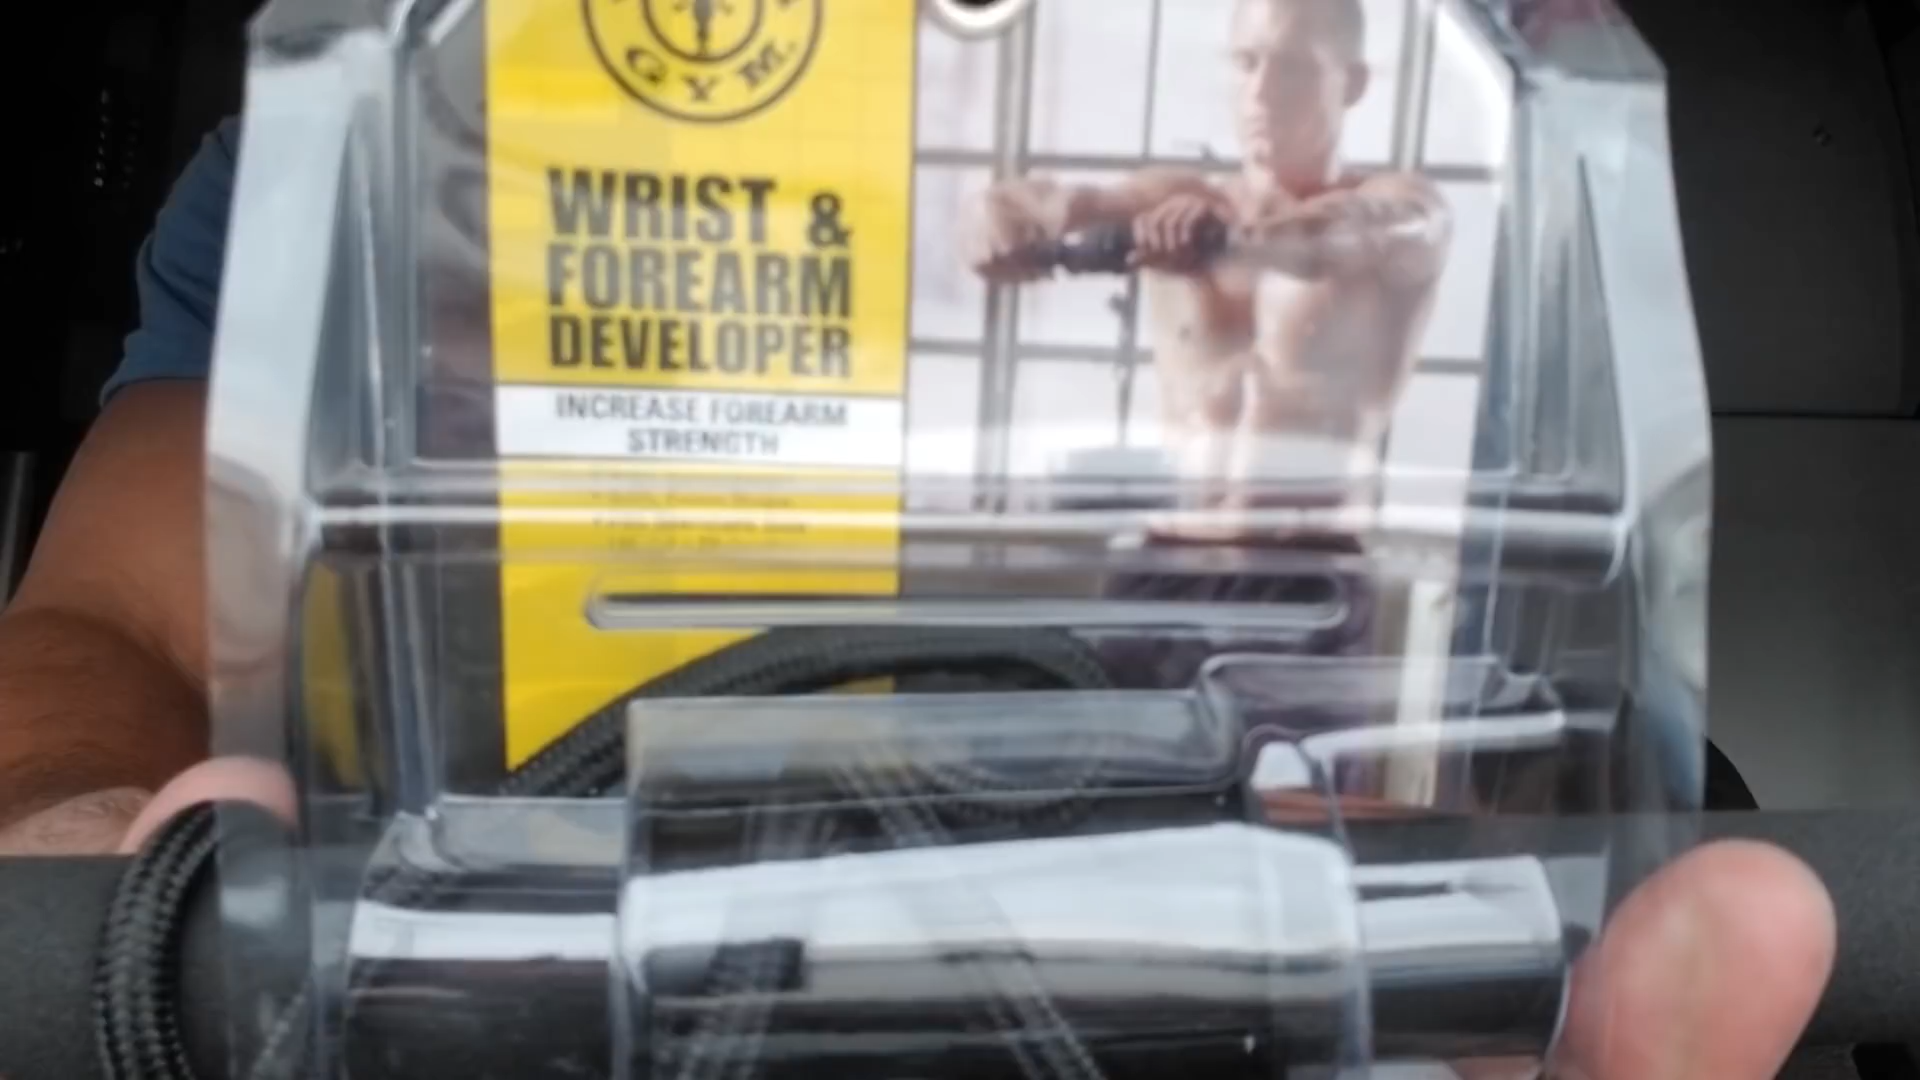 GYM
WRIST &
FOREARM
DEVELOPER
INCREASE FOREARM
STRENGTH